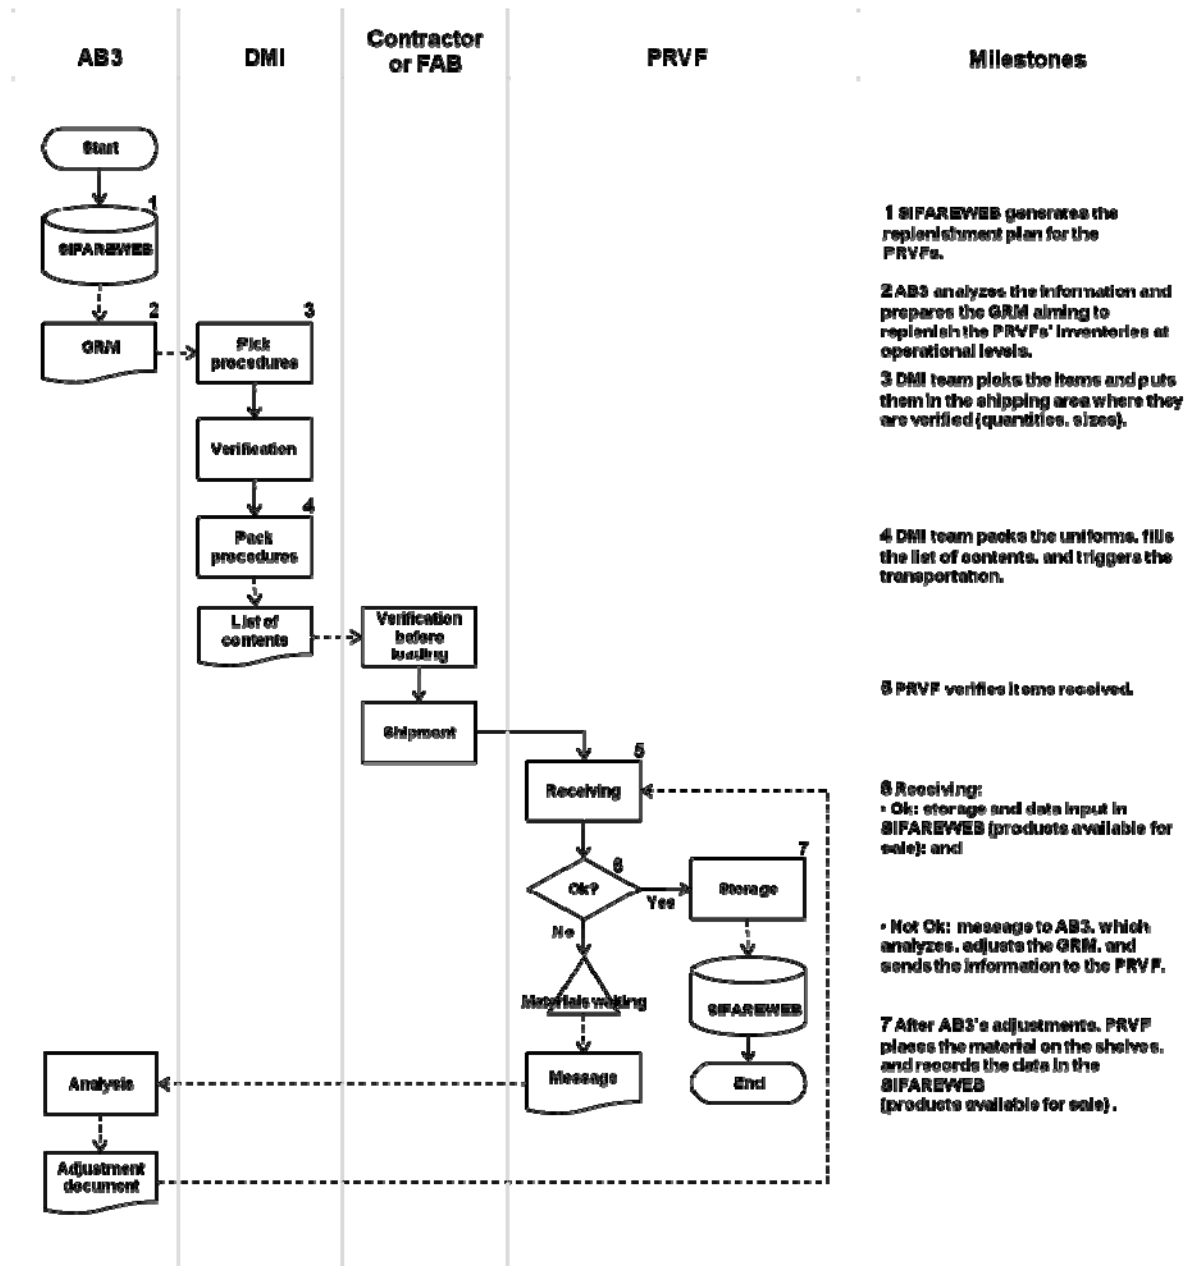 AB3
DMI
Contractor
or FAB
PRVF
Milestones
Start
1
SIFAREWEB
2
GRM
3
Pick
procedures
Verification
4
Pack
procedures
List of
contents
Verification
before
loading
Shipment
5
Receiving
6
Ok?
Yes
No
7
Storage
Materials waiting
SIFAREWEB
Message
End
Analysis
Adjustment
document
1 SIFAREWEB generates the
replenishment plan for the
PRVFs.
2 AB3 analyzes the information and
prepares the GRM aiming to
replenish the PRVFs' inventories at
operational levels.
3 DMI team picks the items and puts
them in the shipping area where they
are verified (quantities, sizes).
4 DMI team packs the uniforms, fills
the list of contents, and triggers the
transportation.
5 PRVF verifies items received.
6 Receiving:
• Ok: storage and data input in
SIFAREWEB (products available for
sale); and
• Not Ok: message to AB3, which
analyzes, adjusts the GRM, and
sends the information to the PRVF.
7 After AB3's adjustments, PRVF
places the material on the shelves,
and records the data in the
SIFAREWEB
(products available for sale).